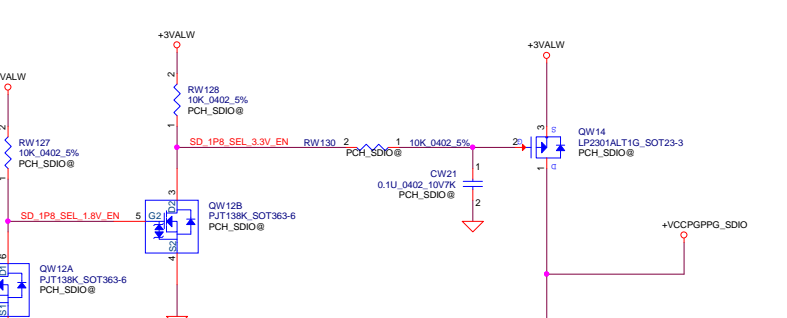 +3VALW
+3VALW
VALW
2
RW128
10K_0402_5%
PCH_SDIO@
1
SD_1P8_SEL_3.3V_EN
RW130
2
1
10K_0402_5%
PCH_SDIO@
2
RW127
10K_0402_5%
PCH_SDIO@
1
3
S
QW14
LP2301ALT1G_SOT23-3
PCH_SDIO@
2
1
CW21
0.1U_0402_10V7K
PCH_SDIO@
1
2
3
D2
QW12B
PJT138K_SOT363-6
PCH_SDIO@
SD_1P8_SEL_1.8V_EN
5
G2
S2
4
+VCCPGPPG_SDIO
6
D1
QW12A
PJT138K_SOT363-6
PCH_SDIO@
S1